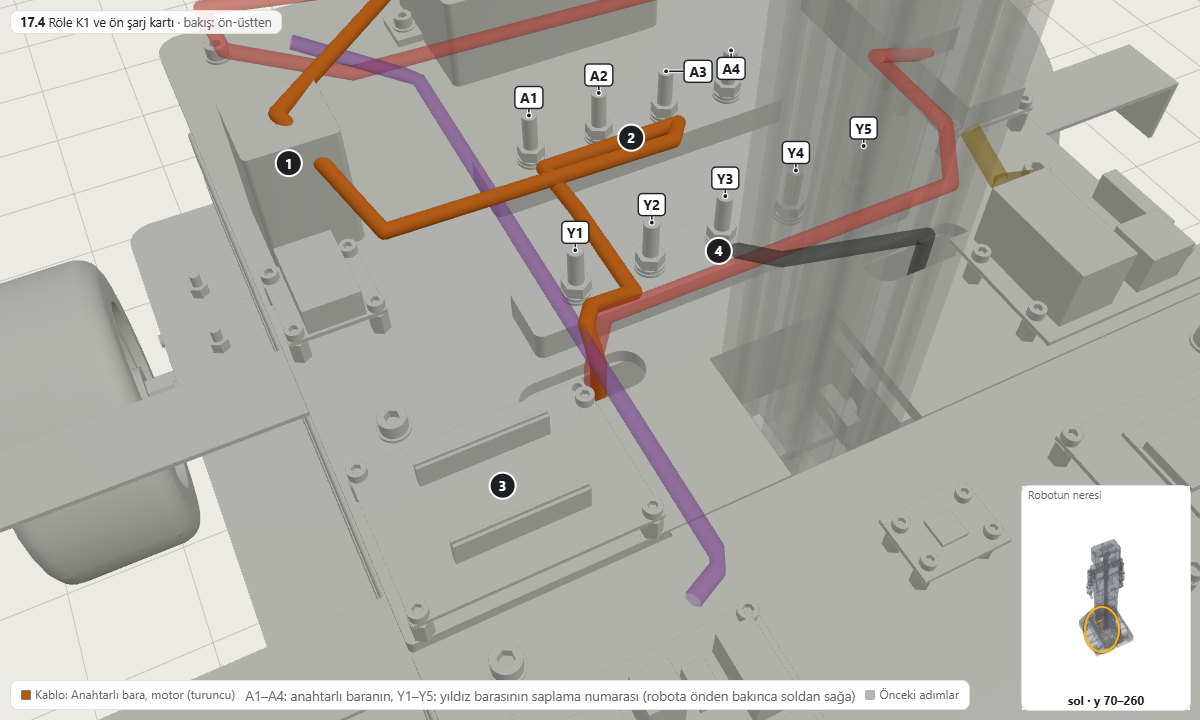 17.4 Röle K1 ve ön şarj kartı · bakış: ön-üstten
A1
A2
A3
A4
Y1
Y2
Y3
Y4
Y5
1
2
3
4
Robotun neresi
sol · y 70–260
Kablo: Anahtarlı bara, motor (turuncu)
A1–A4: anahtarlı baranın, Y1–Y5: yıldız barasının saplama numarası (robota önden bakınca soldan sağa)
Önceki adımlar